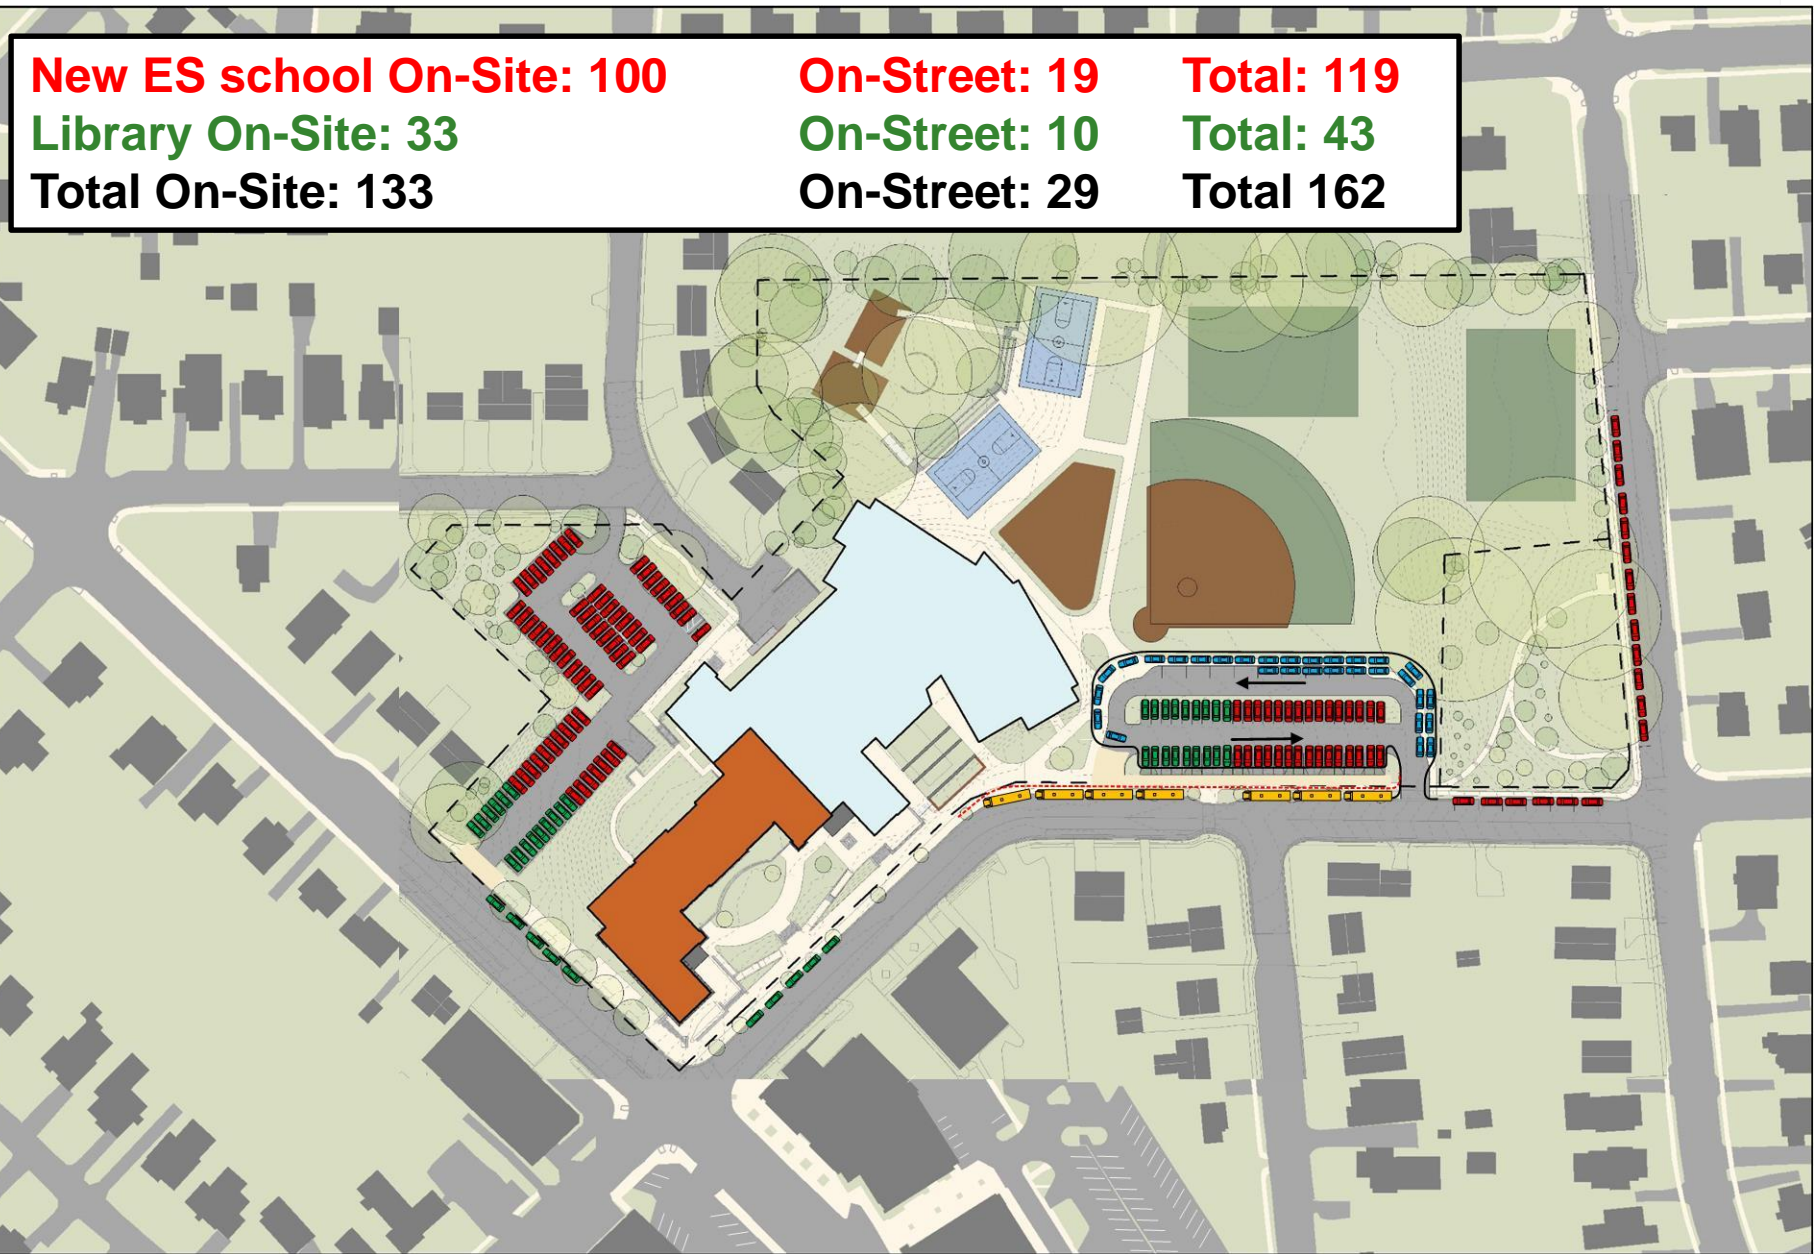 New ES school On-Site: 100 On-Street: 19 Total: 119
Library On-Site: 33 On-Street: 10 Total: 43
Total On-Site: 133 On-Street: 29 Total 162